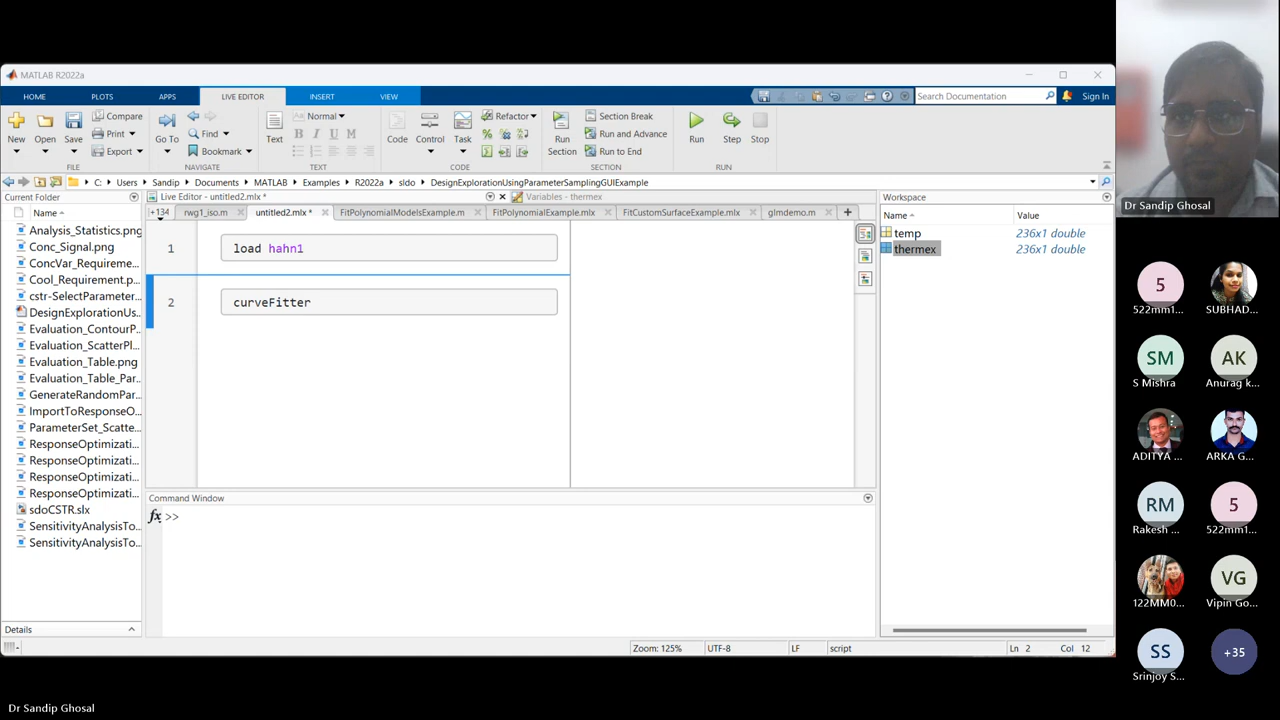 MATLAB R2022a
HOME PLOTS APPS LIVE EDITOR INSERT VIEW Search Documentation Sign In
New Open Save Compare Print Export
Go To Find Bookmark
Text Normal B I U M
Code Control Task Refactor
Run Section Section Break Run and Advance Run to End
Run Step Stop
FILE NAVIGATE TEXT CODE SECTION RUN
C: Users Sandip Documents MATLAB Examples R2022a sldo DesignExplorationUsingParameterSamplingGUIExample
Current Folder
Name
Analysis_Statistics.png
Conc_Signal.png
ConcVar_Requireme...
Cool_Requirement.p...
cstr-SelectParameter...
DesignExplorationUs...
Evaluation_ContourP...
Evaluation_ScatterPl...
Evaluation_Table.png
Evaluation_Table_Par...
GenerateRandomPar...
ImportToResponseO...
ParameterSet_Scatte...
ResponseOptimizati...
ResponseOptimizati...
ResponseOptimizati...
ResponseOptimizati...
sdoCSTR.slx
SensitivityAnalysisTo...
SensitivityAnalysisTo...
Details
Live Editor - untitled2.mlx *
Variables - thermex
+134 rwg1_iso.m untitled2.mlx * FitPolynomialModelsExample.m FitPolynomialExample.mlx FitCustomSurfaceExample.mlx glmdemo.m
1 load hahn1
2 curveFitter
Command Window
fx >>
Workspace
Name Value
temp 236x1 double
thermex 236x1 double
Zoom: 125% UTF-8 LF script Ln 2 Col 12
Dr Sandip Ghosal
5 522mm1...
SUBHAD...
SM S Mishra
AK Anurag k...
ADITYA ...
ARKA G...
RM Rakesh ...
5 522mm1...
122MM0...
VG Vipin Go...
SS Srinjoy S...
+35
Dr Sandip Ghosal